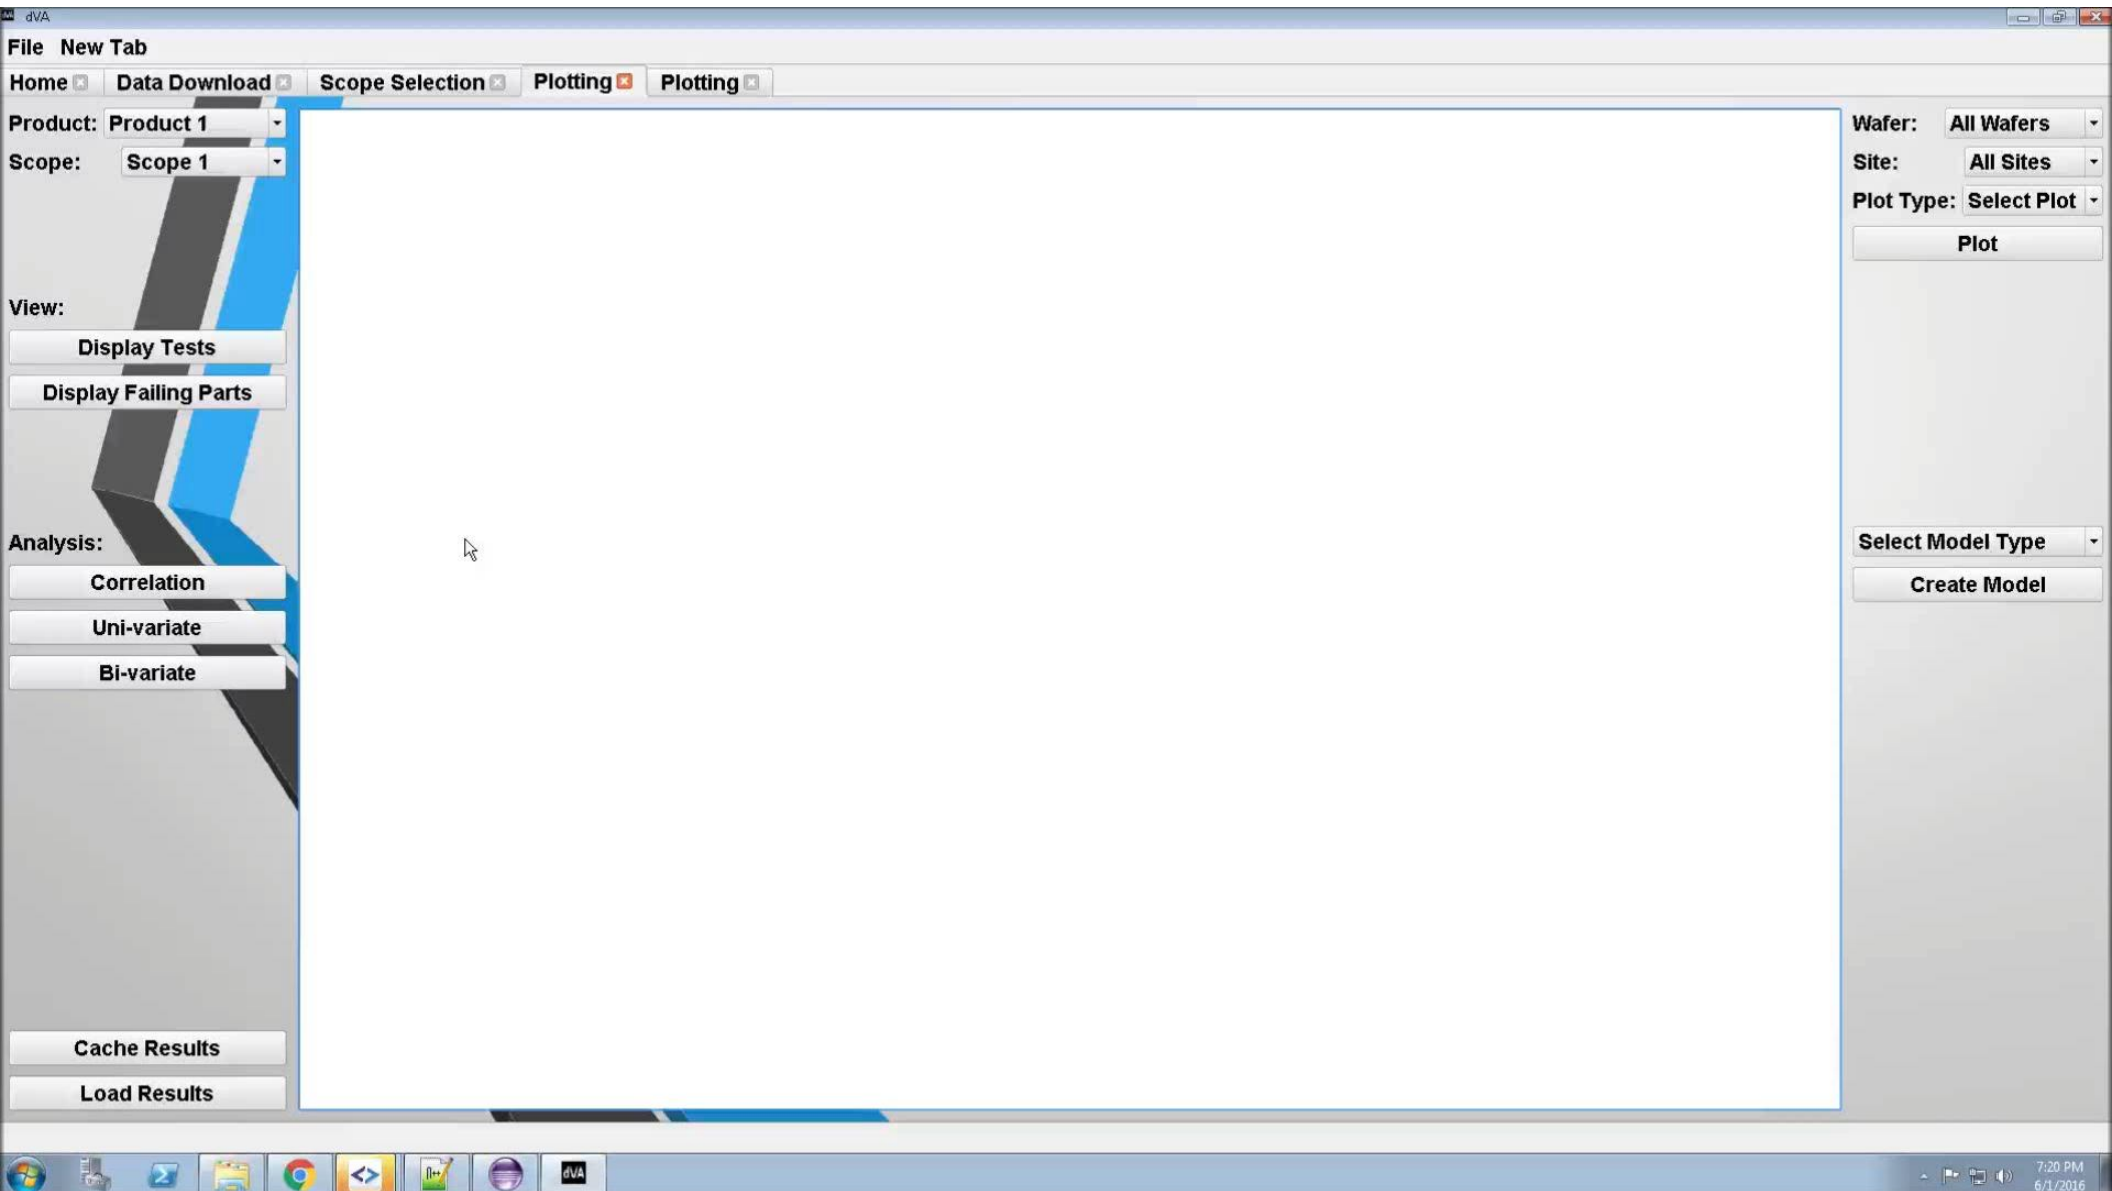 dVA
File New Tab
Home Data Download Scope Selection Plotting Plotting
Product: Product 1
Scope: Scope 1
View:
Display Tests
Display Failing Parts
Analysis:
Correlation
Uni-variate
Bi-variate
Cache Results
Load Results
Wafer: All Wafers
Site: All Sites
Plot Type: Select Plot
Plot
Select Model Type
Create Model
dVA
7:20 PM
6/1/2016